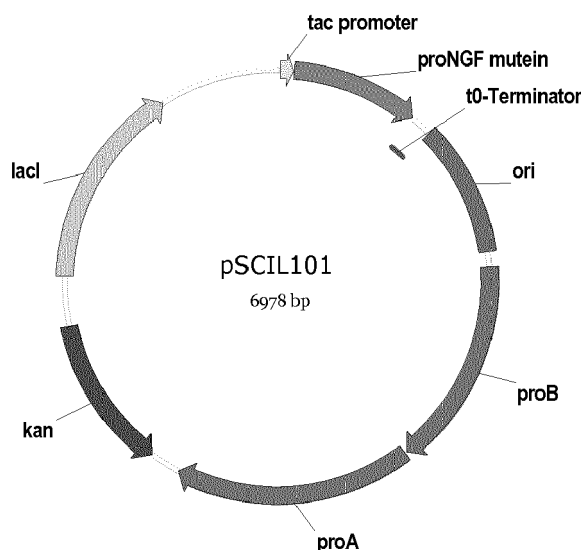 tac promoter
proNGF mutein
t0-Terminator
lacI
ori
pSCIL101
6978 bp
proB
kan
proA